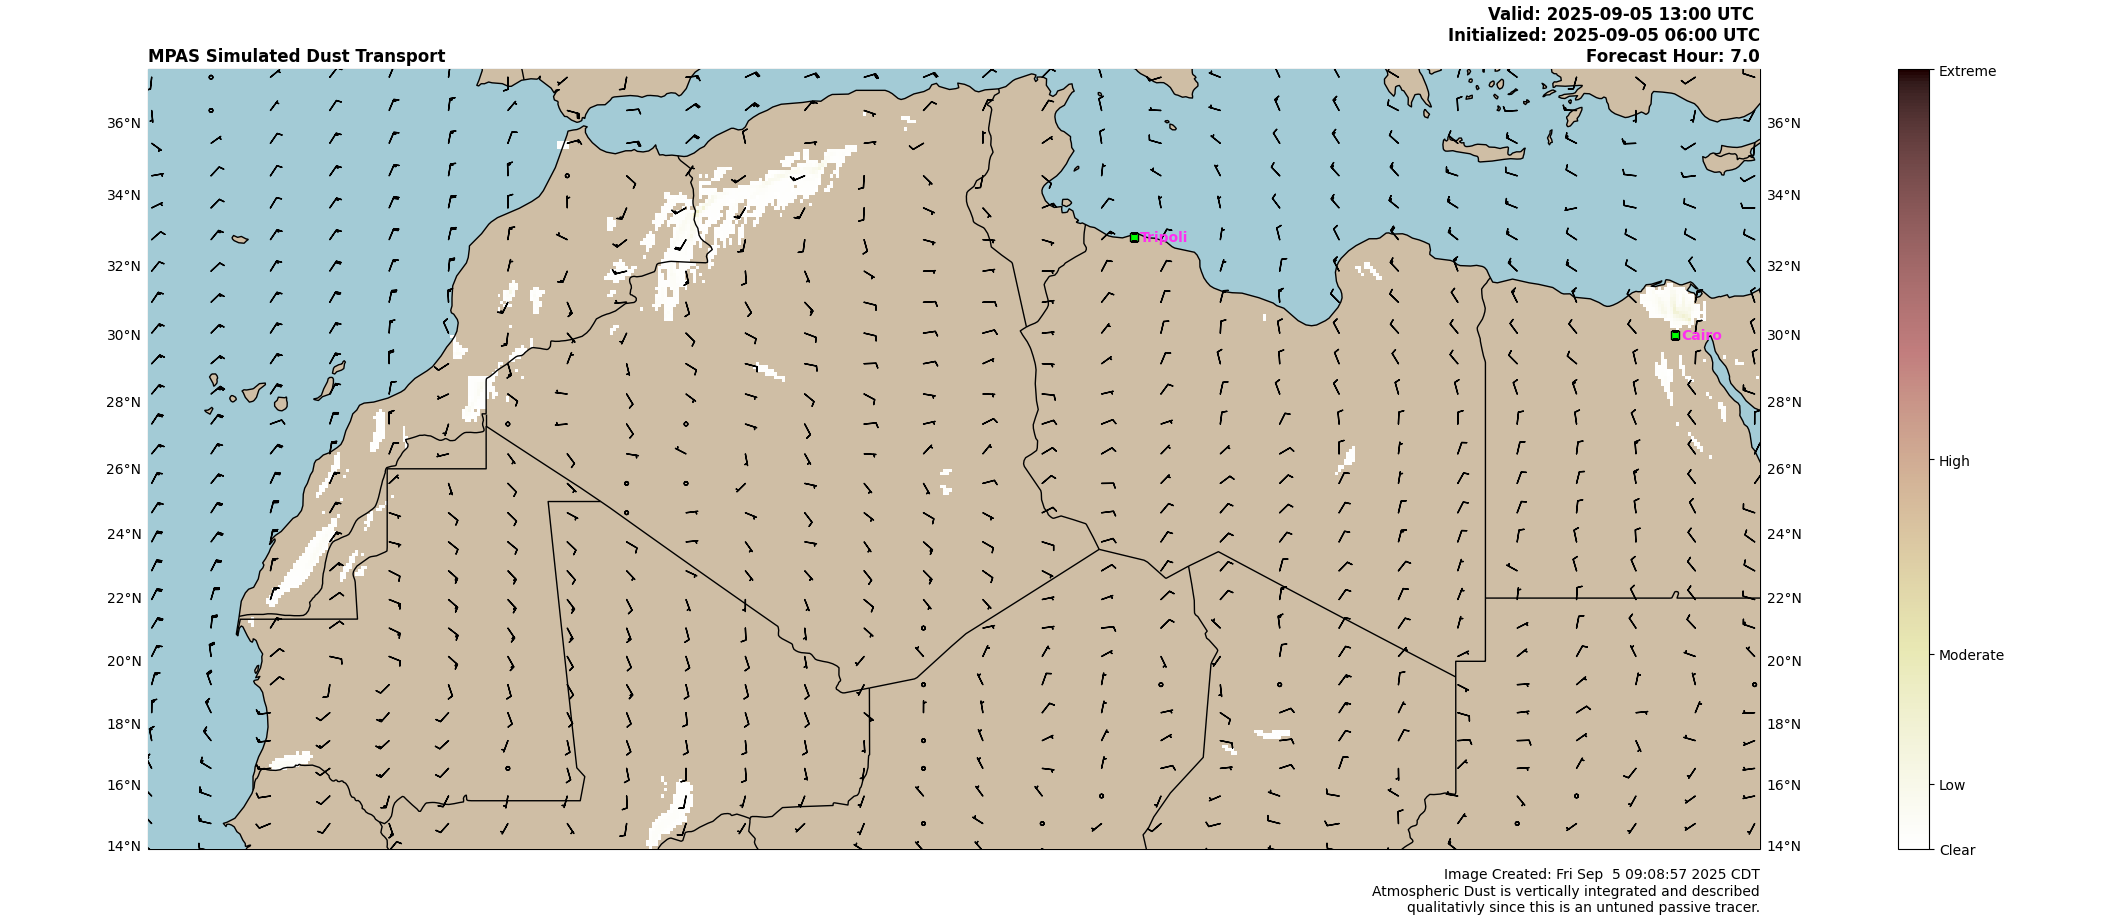 Valid: 2025-09-05 13:00 UTC
Initialized: 2025-09-05 06:00 UTC
MPAS Simulated Dust Transport
Forecast Hour: 7.0
Extreme
36°N
36°N
34°N
34°N
Tripoli
32°N
32°N
30°N
Cairo
30°N
28°N
28°N
26°N
26°N
High
24°N
24°N
22°N
22°N
20°N
20°N
Moderate
18°N
18°N
16°N
16°N
Low
14°N
14°N
Clear
Image Created: Fri Sep  5 09:08:57 2025 CDT
Atmospheric Dust is vertically integrated and described
qualitativly since this is an untuned passive tracer.